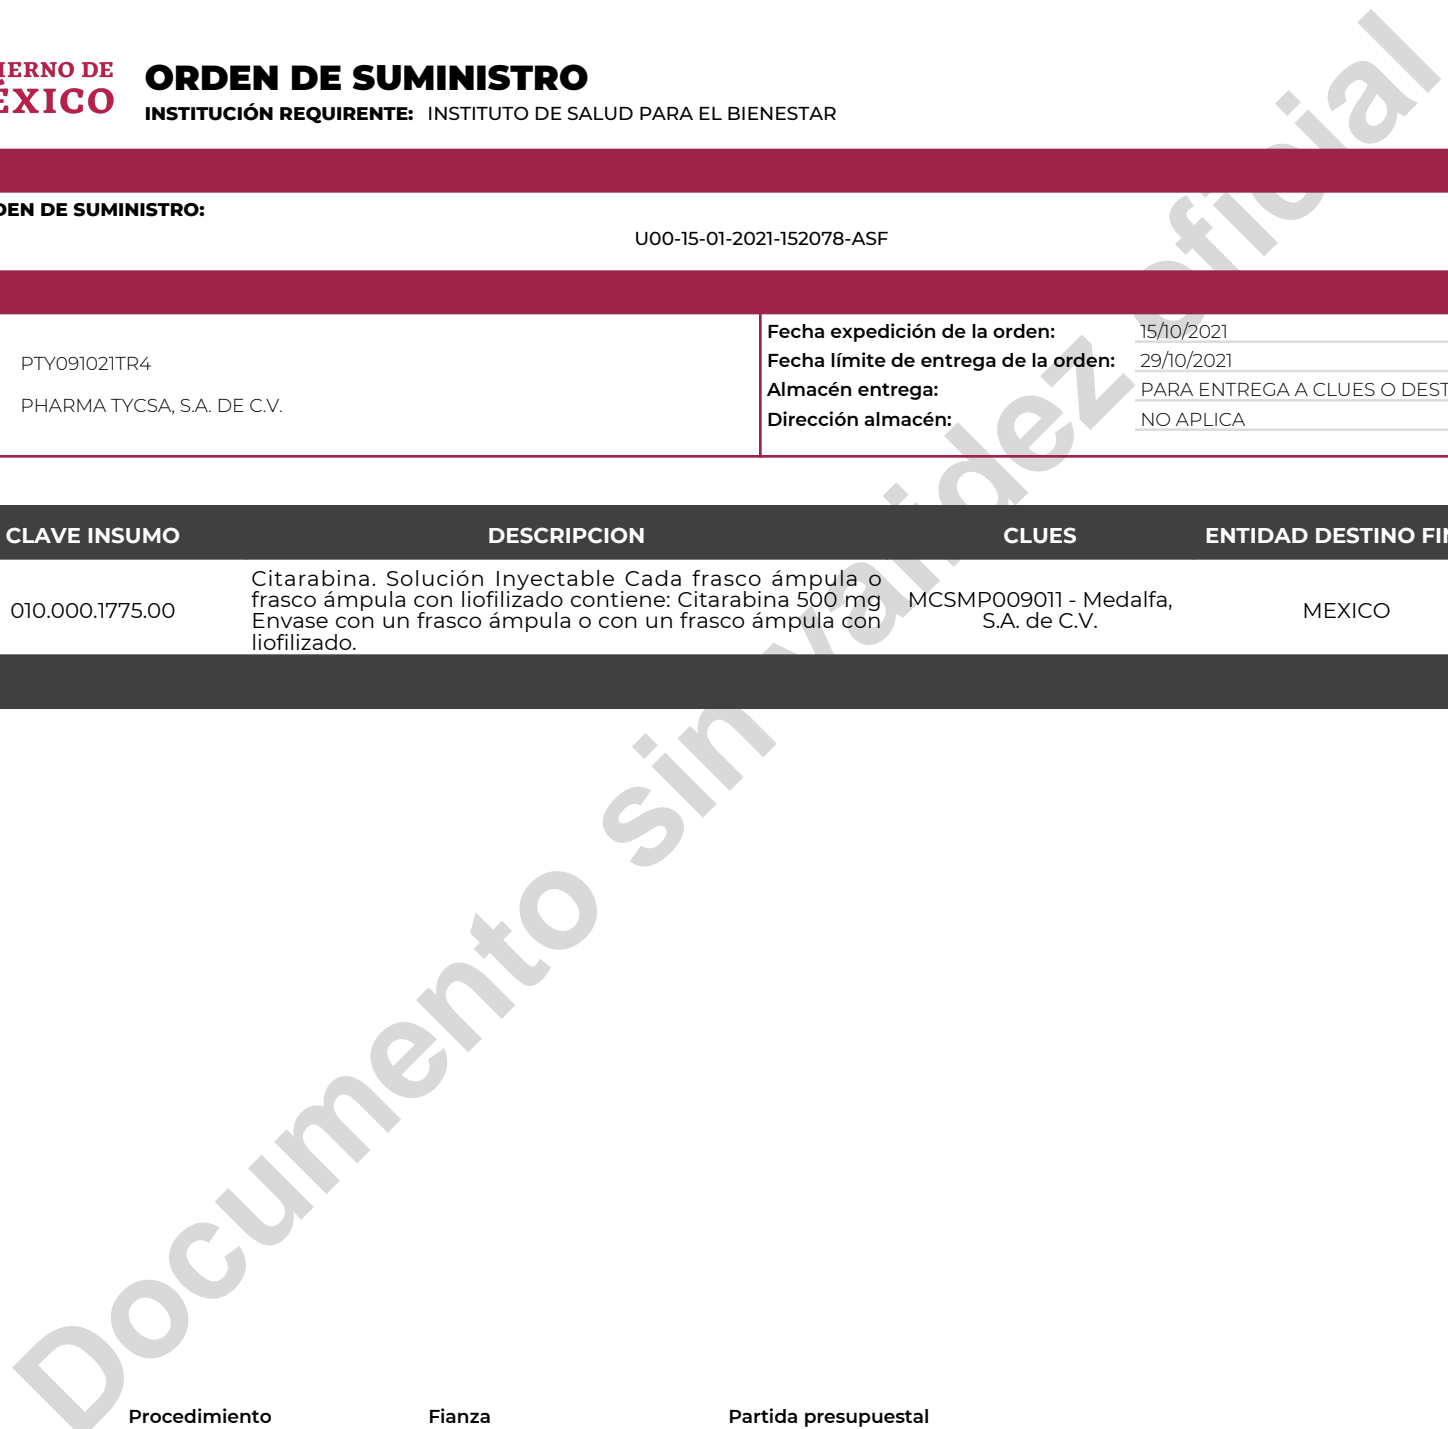 IERNO DE
ÉXICO
ORDEN DE SUMINISTRO
INSTITUCIÓN REQUIRENTE: INSTITUTO DE SALUD PARA EL BIENESTAR
DEN DE SUMINISTRO:
U00-15-01-2021-152078-ASF
PTY091021TR4
PHARMA TYCSA, S.A. DE C.V.
Fecha expedición de la orden: 15/10/2021
Fecha límite de entrega de la orden: 29/10/2021
Almacén entrega: PARA ENTREGA A CLUES O DEST
Dirección almacén: NO APLICA
CLAVE INSUMO DESCRIPCION CLUES ENTIDAD DESTINO FIN
010.000.1775.00
Citarabina. Solución Inyectable Cada frasco ámpula o
frasco ámpula con liofilizado contiene: Citarabina 500 mg
Envase con un frasco ámpula o con un frasco ámpula con
liofilizado.
MCSMP009011 - Medalfa,
S.A. de C.V.
MEXICO
Documento sin validez oficial
Procedimiento Fianza Partida presupuestal